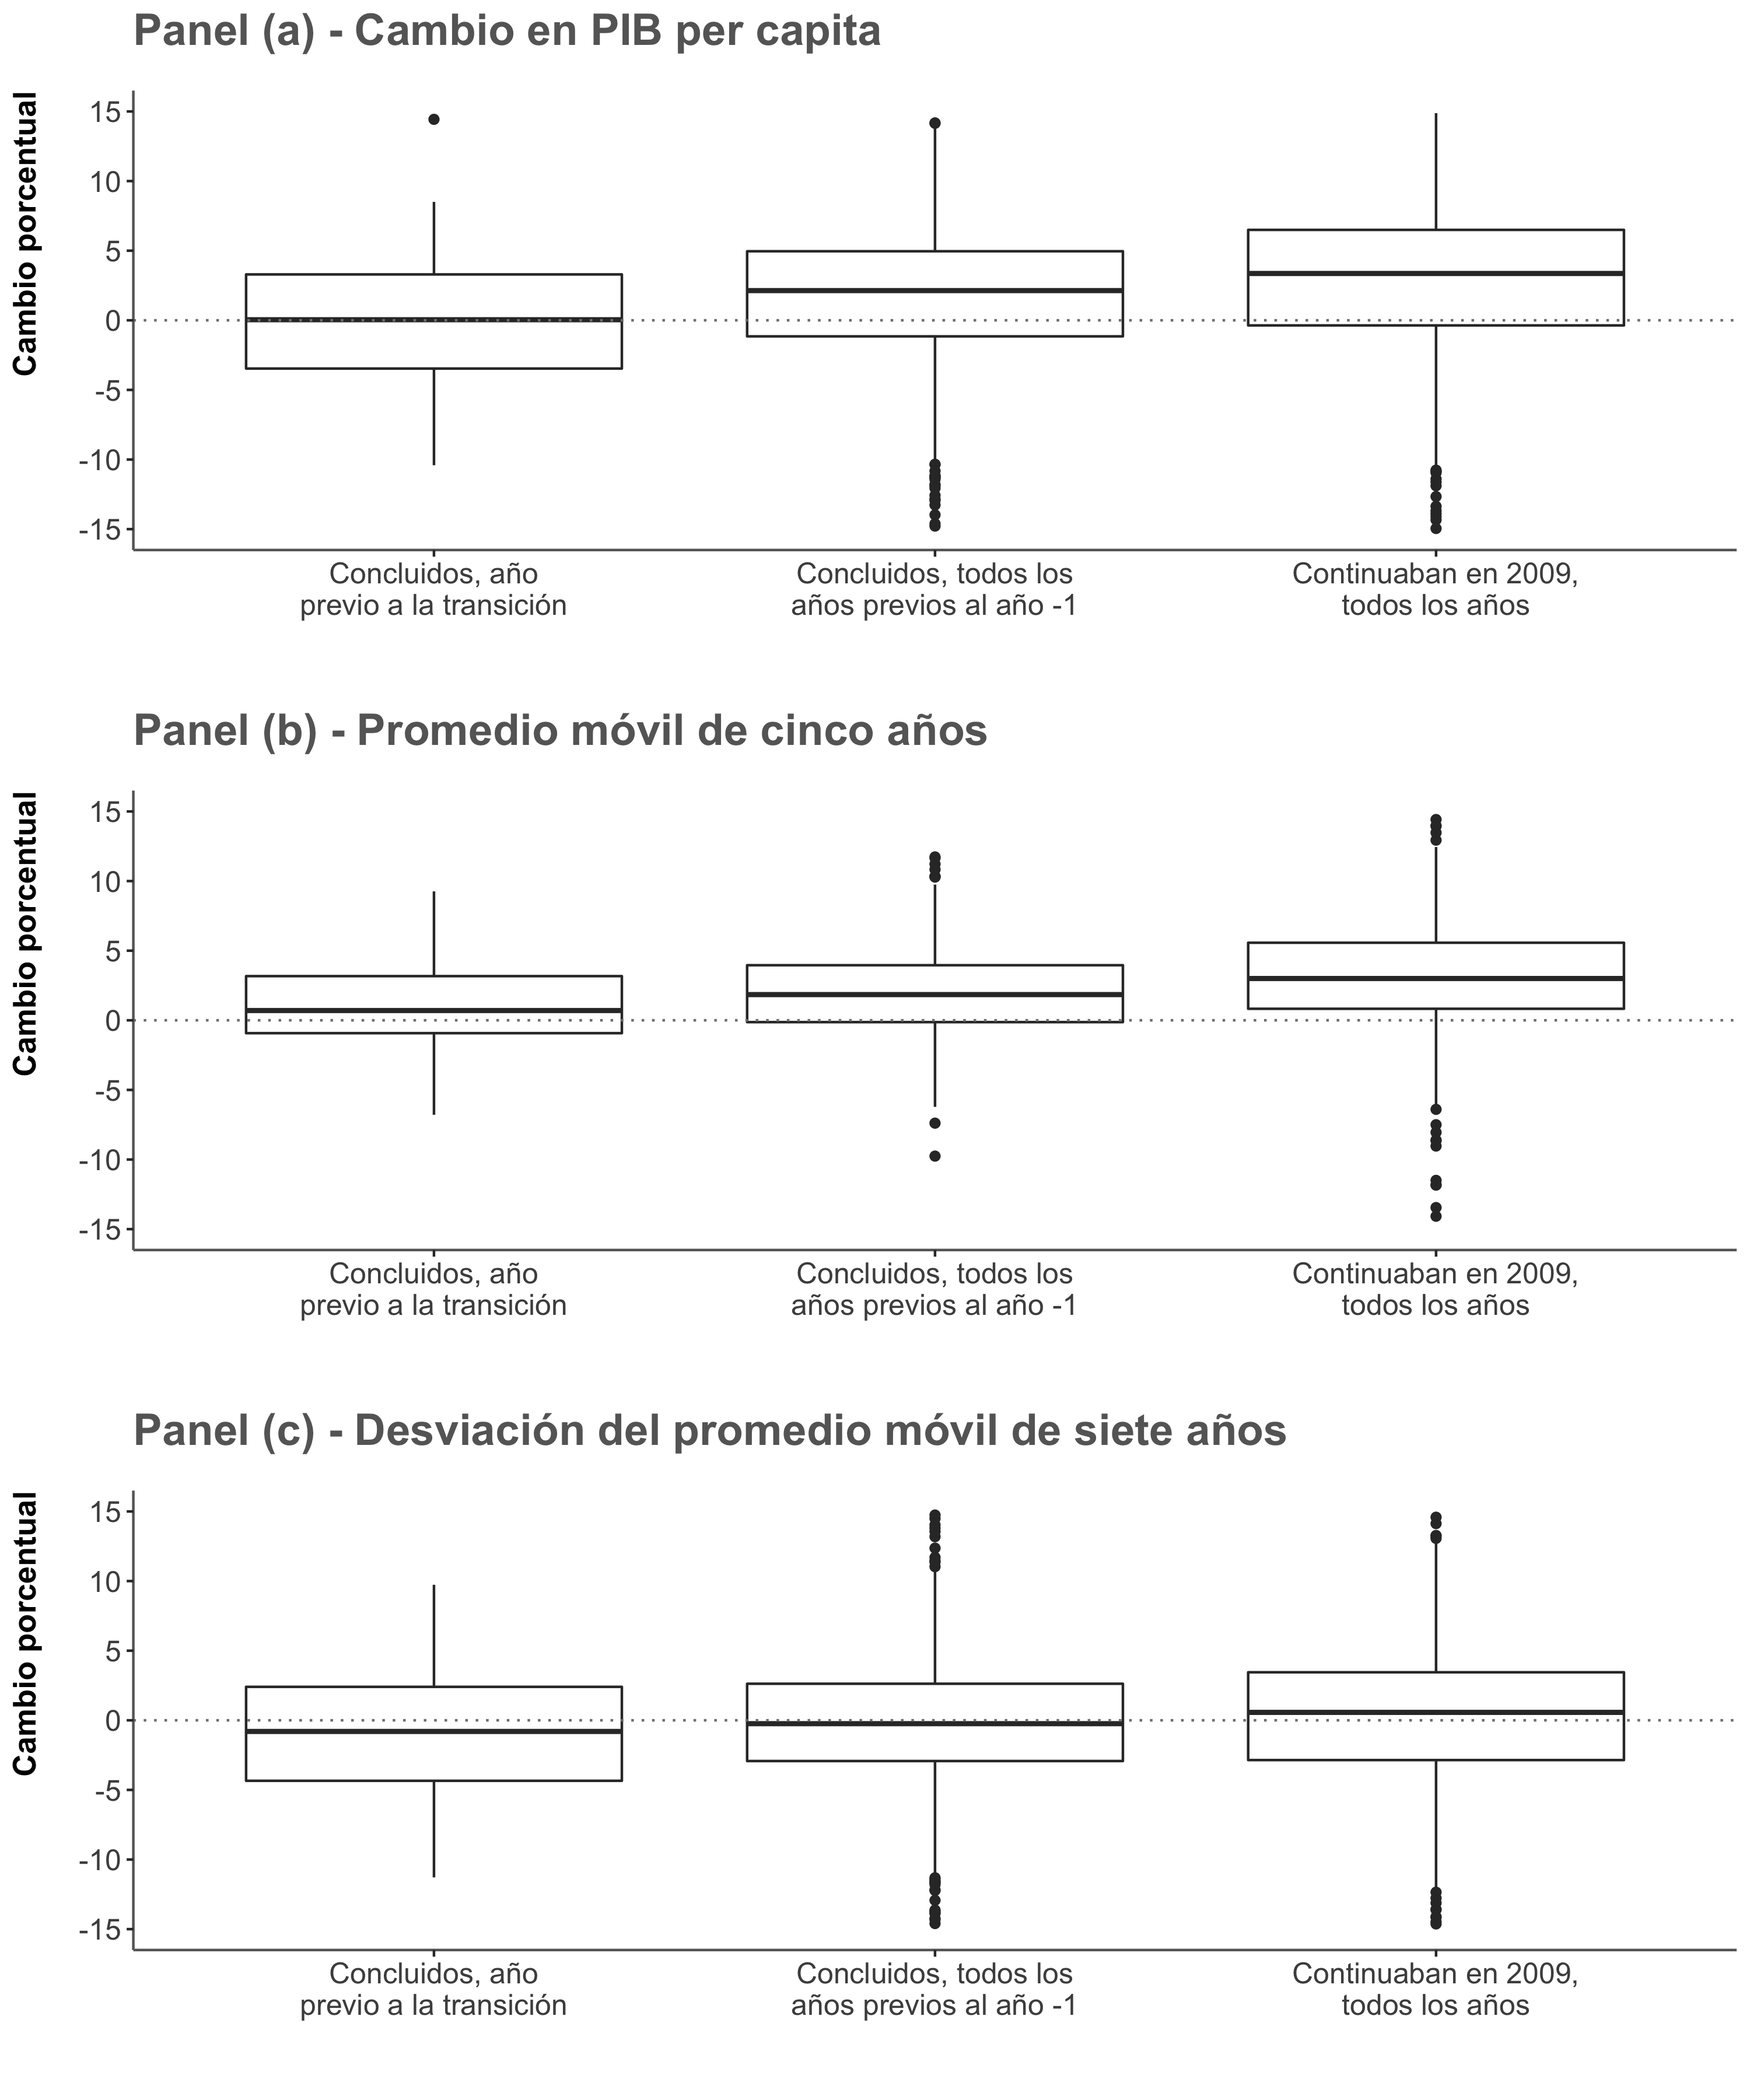 Panel (a) - Cambio en PIB per capita
Cambio porcentual
15
10
5
0
-5
-10
-15
Concluidos, año
previo a la transición
Concluidos, todos los
años previos al año -1
Continuaban en 2009,
todos los años
Panel (b) - Promedio móvil de cinco años
Cambio porcentual
15
10
5
0
-5
-10
-15
Concluidos, año
previo a la transición
Concluidos, todos los
años previos al año -1
Continuaban en 2009,
todos los años
Panel (c) - Desviación del promedio móvil de siete años
Cambio porcentual
15
10
5
0
-5
-10
-15
Concluidos, año
previo a la transición
Concluidos, todos los
años previos al año -1
Continuaban en 2009,
todos los años